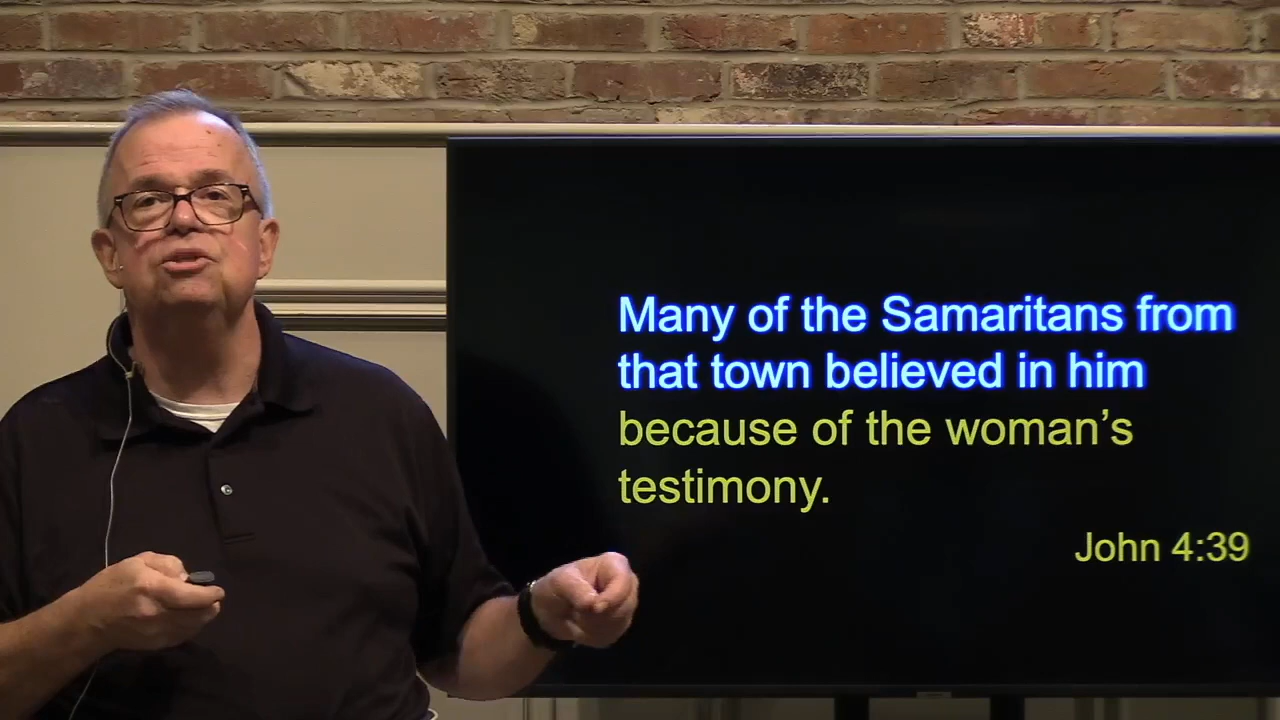 Many of the Samaritans from
that town believed in him
because of the woman’s
testimony.
John 4:39